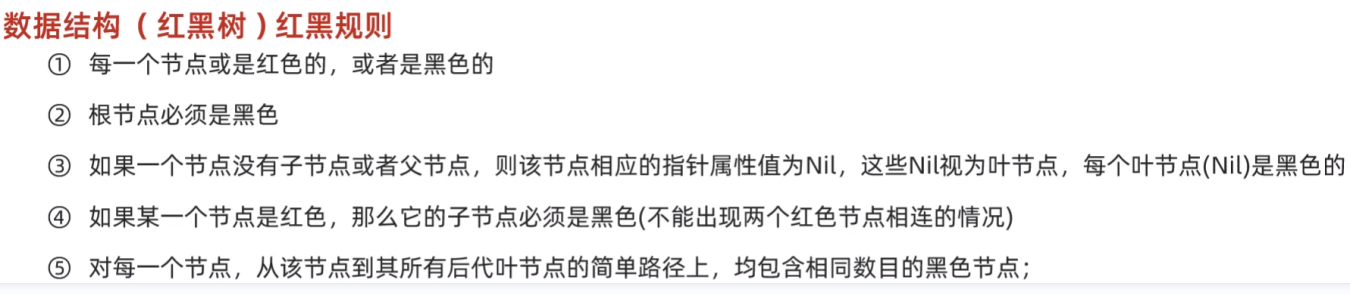 数据结构（红黑树）红黑规则
① 每一个节点或是红色的，或者是黑色的
② 根节点必须是黑色
③ 如果一个节点没有子节点或者父节点，则该节点相应的指针属性值为Nil，这些Nil视为叶节点，每个叶节点(Nil)是黑色的
④ 如果某一个节点是红色，那么它的子节点必须是黑色(不能出现两个红色节点相连的情况)
⑤ 对每一个节点，从该节点到其所有后代叶节点的简单路径上，均包含相同数目的黑色节点；